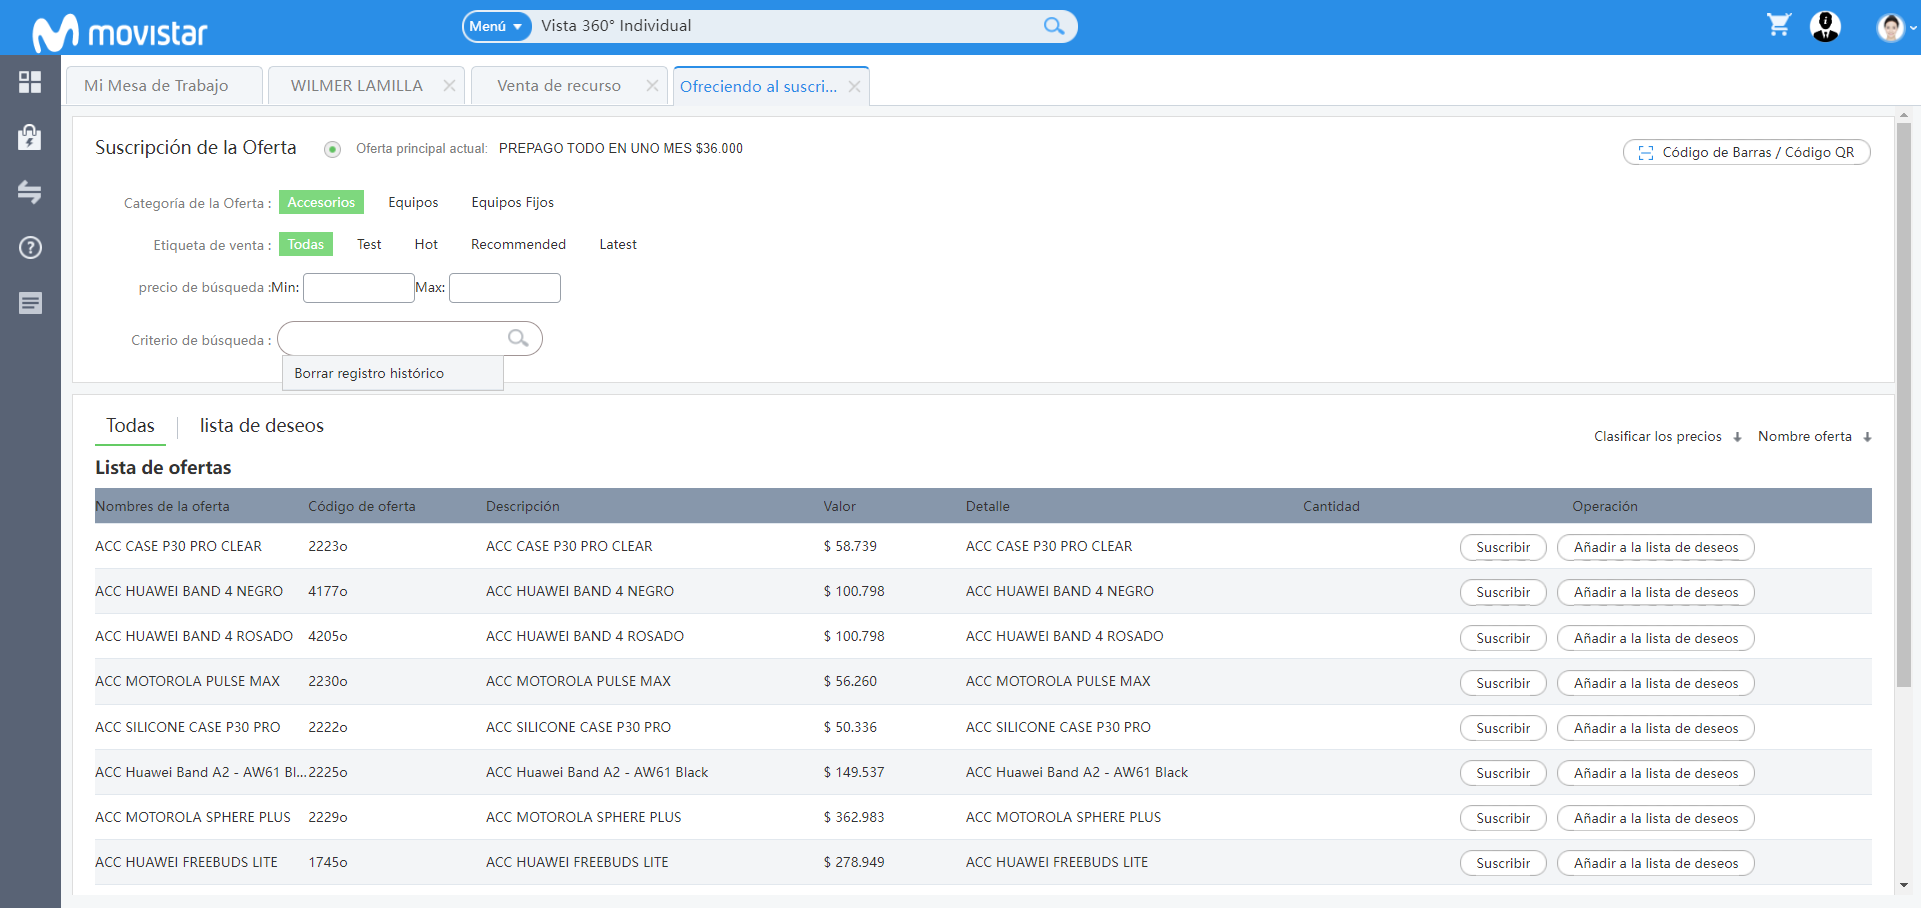 movistar
Menú Vista 360° Individual
Mi Mesa de Trabajo WILMER LAMILLA Venta de recurso Ofreciendo al suscri...
Suscripción de la Oferta Oferta principal actual: PREPAGO TODO EN UNO MES $36.000 Código de Barras / Código QR
Categoría de la Oferta : Accesorios Equipos Equipos Fijos
Etiqueta de venta : Todas Test Hot Recommended Latest
precio de búsqueda : Min: Max:
Criterio de búsqueda :
Borrar registro histórico
Todas lista de deseos
Clasificar los precios Nombre oferta
Lista de ofertas
Nombres de la oferta Código de oferta Descripción Valor Detalle Cantidad Operación
ACC CASE P30 PRO CLEAR 2223o ACC CASE P30 PRO CLEAR $ 58.739 ACC CASE P30 PRO CLEAR Suscribir Añadir a la lista de deseos
ACC HUAWEI BAND 4 NEGRO 4177o ACC HUAWEI BAND 4 NEGRO $ 100.798 ACC HUAWEI BAND 4 NEGRO Suscribir Añadir a la lista de deseos
ACC HUAWEI BAND 4 ROSADO 4205o ACC HUAWEI BAND 4 ROSADO $ 100.798 ACC HUAWEI BAND 4 ROSADO Suscribir Añadir a la lista de deseos
ACC MOTOROLA PULSE MAX 2230o ACC MOTOROLA PULSE MAX $ 56.260 ACC MOTOROLA PULSE MAX Suscribir Añadir a la lista de deseos
ACC SILICONE CASE P30 PRO 2222o ACC SILICONE CASE P30 PRO $ 50.336 ACC SILICONE CASE P30 PRO Suscribir Añadir a la lista de deseos
ACC Huawei Band A2 - AW61 Bl... 2225o ACC Huawei Band A2 - AW61 Black $ 149.537 ACC Huawei Band A2 - AW61 Black Suscribir Añadir a la lista de deseos
ACC MOTOROLA SPHERE PLUS 2229o ACC MOTOROLA SPHERE PLUS $ 362.983 ACC MOTOROLA SPHERE PLUS Suscribir Añadir a la lista de deseos
ACC HUAWEI FREEBUDS LITE 1745o ACC HUAWEI FREEBUDS LITE $ 278.949 ACC HUAWEI FREEBUDS LITE Suscribir Añadir a la lista de deseos